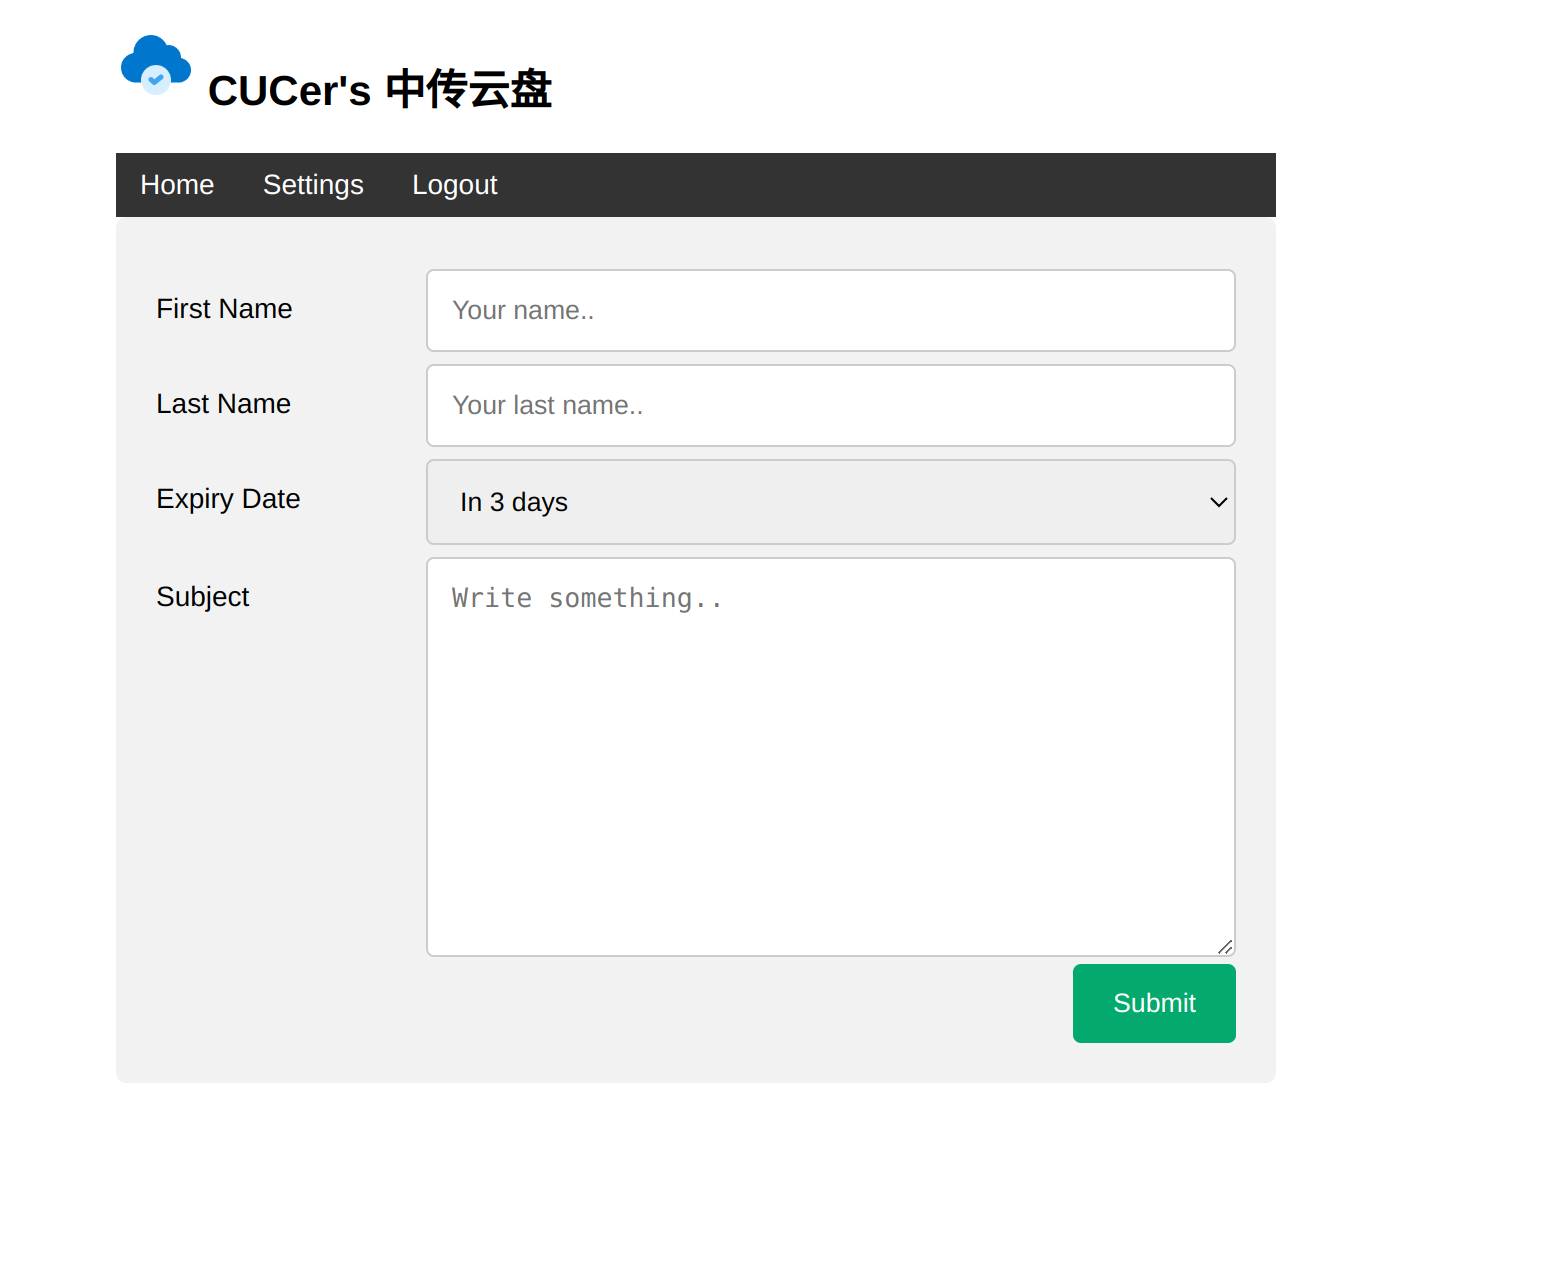 CUCer's 中传云盘
Home Settings Logout
First Name
Your name..
Last Name
Your last name..
Expiry Date
In 3 days
Subject
Write something..
Submit